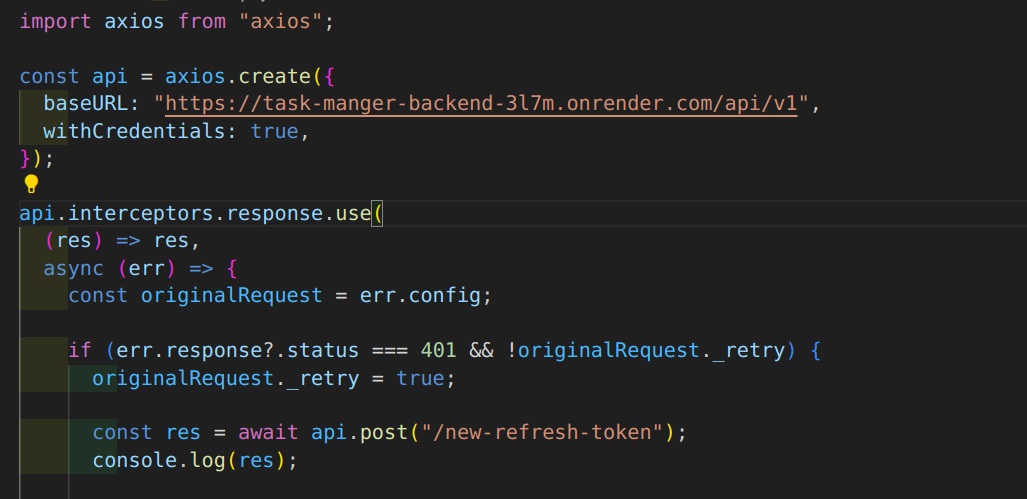 import axios from "axios";
const api = axios.create({
baseURL: "https://task-manger-backend-3l7m.onrender.com/api/v1",
withCredentials: true,
});
api.interceptors.response.use(
(res) => res,
async (err) => {
const originalRequest = err.config;
if (err.response?.status === 401 && !originalRequest._retry) {
originalRequest._retry = true;
const res = await api.post("/new-refresh-token");
console.log(res);